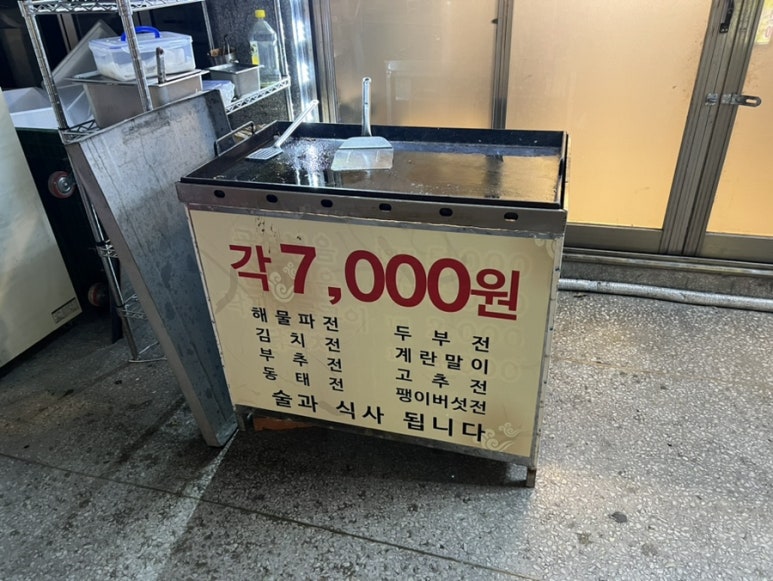 각 7,000원
해물파전 두부전
김치전 계란말이
부추전 고추전
동태전 팽이버섯전
술과 식사 됩니다